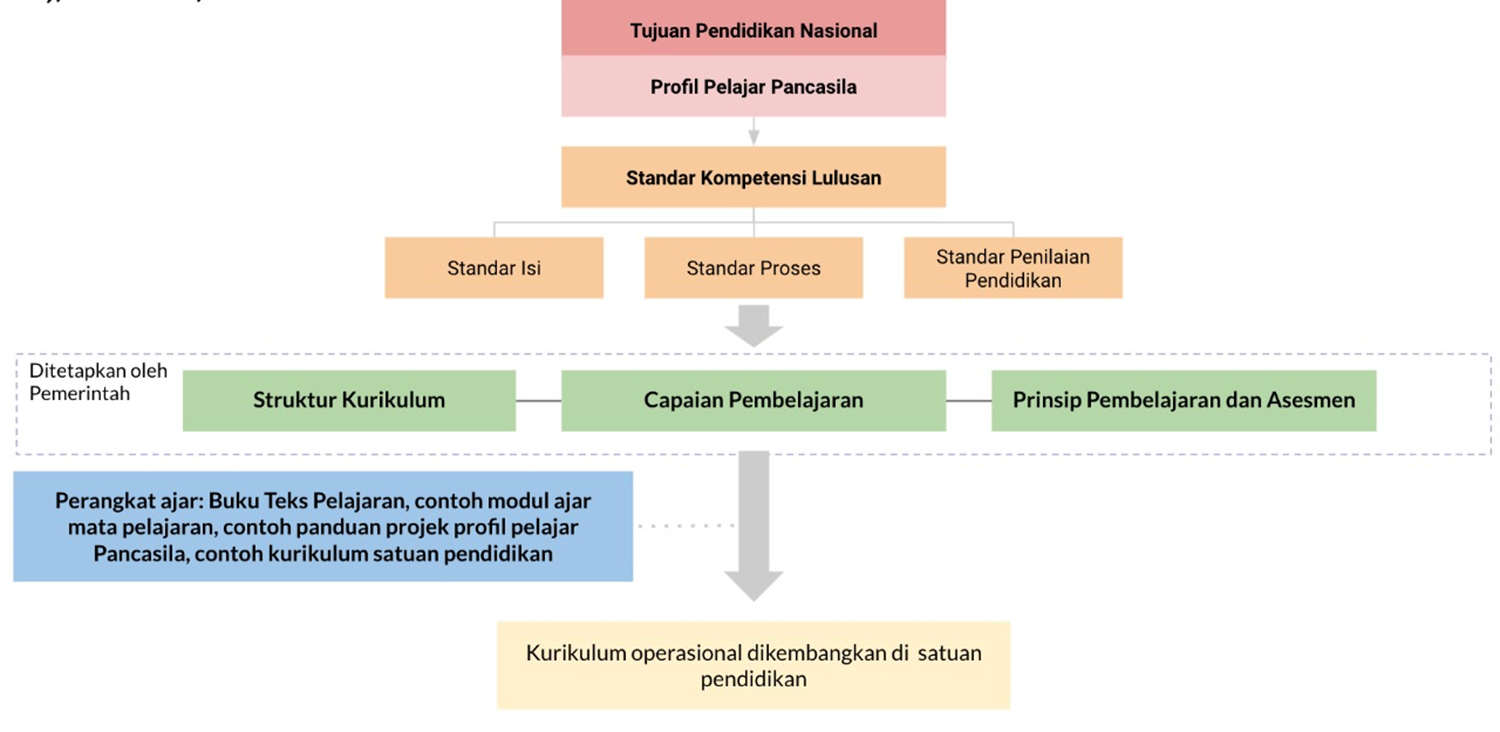 Tujuan Pendidikan Nasional
Profil Pelajar Pancasila
Standar Kompetensi Lulusan
Standar Isi
Standar Proses
Standar Penilaian
Pendidikan
Ditetapkan oleh
Pemerintah
Struktur Kurikulum
Capaian Pembelajaran
Prinsip Pembelajaran dan Asesmen
Perangkat ajar: Buku Teks Pelajaran, contoh modul ajar
mata pelajaran, contoh panduan projek profil pelajar
Pancasila, contoh kurikulum satuan pendidikan
Kurikulum operasional dikembangkan di satuan
pendidikan